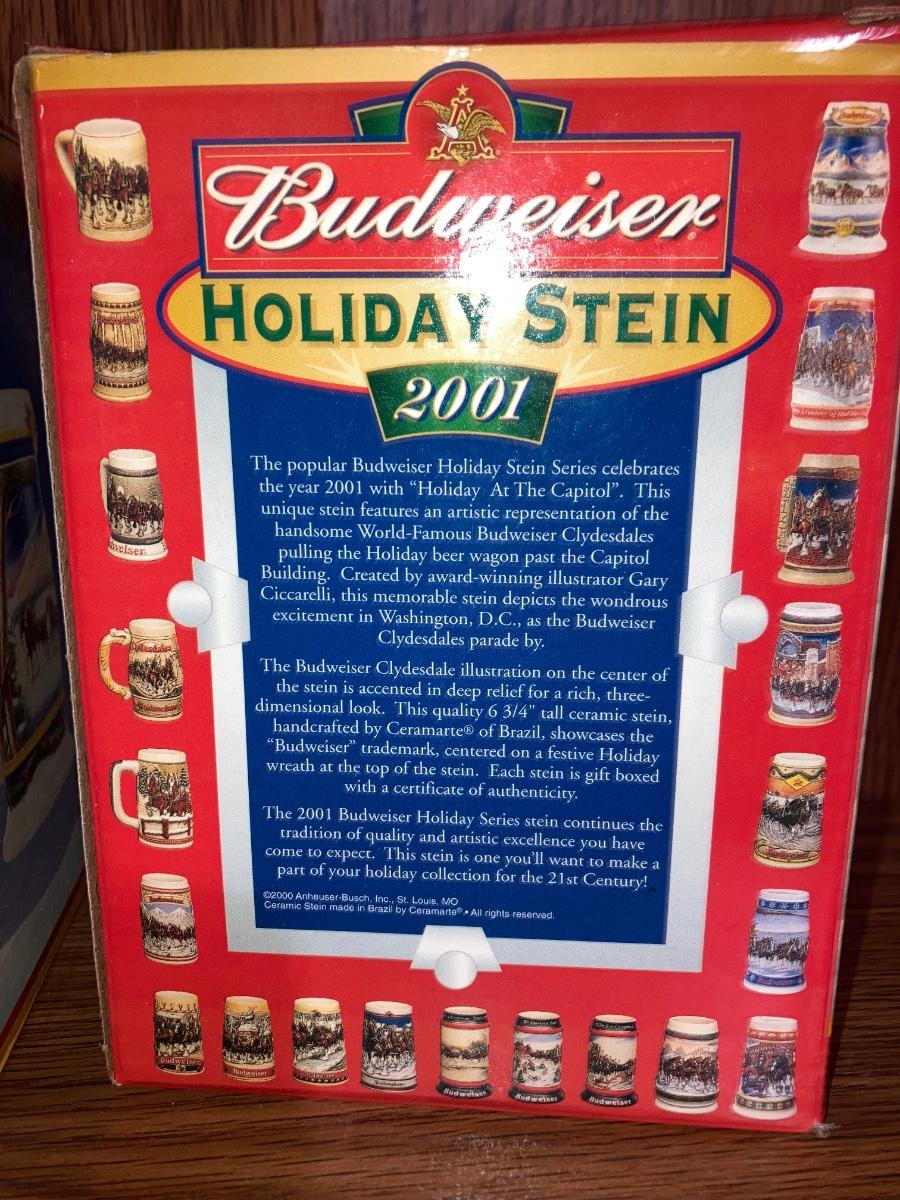 Budweiser®
HOLIDAY STEIN
2001
The popular Budweiser Holiday Stein Series celebrates
the year 2001 with “Holiday At The Capitol”. This
unique stein features an artistic representation of the
handsome World-Famous Budweiser Clydesdales
pulling the Holiday beer wagon past the Capitol
Building. Created by award-winning illustrator Gary
Ciccarelli, this memorable stein depicts the wondrous
excitement in Washington, D.C., as the Budweiser
Clydesdales parade by.
The Budweiser Clydesdale illustration on the center of
the stein is accented in deep relief for a rich, three-
dimensional look. This quality 6 3/4" tall ceramic stein,
handcrafted by Ceramarte® of Brazil, showcases the
“Budweiser” trademark, centered on a festive Holiday
wreath at the top of the stein. Each stein is gift boxed
with a certificate of authenticity.
The 2001 Budweiser Holiday Series stein continues the
tradition of quality and artistic excellence you have
come to expect. This stein is one you'll want to make a
part of your holiday collection for the 21st Century!
©2000 Anheuser-Busch, Inc., St. Louis, MO
Ceramic Stein made in Brazil by Ceramarte®. • All rights reserved.
Budweiser
Budweiser
Budweiser
Budweiser
Budweiser